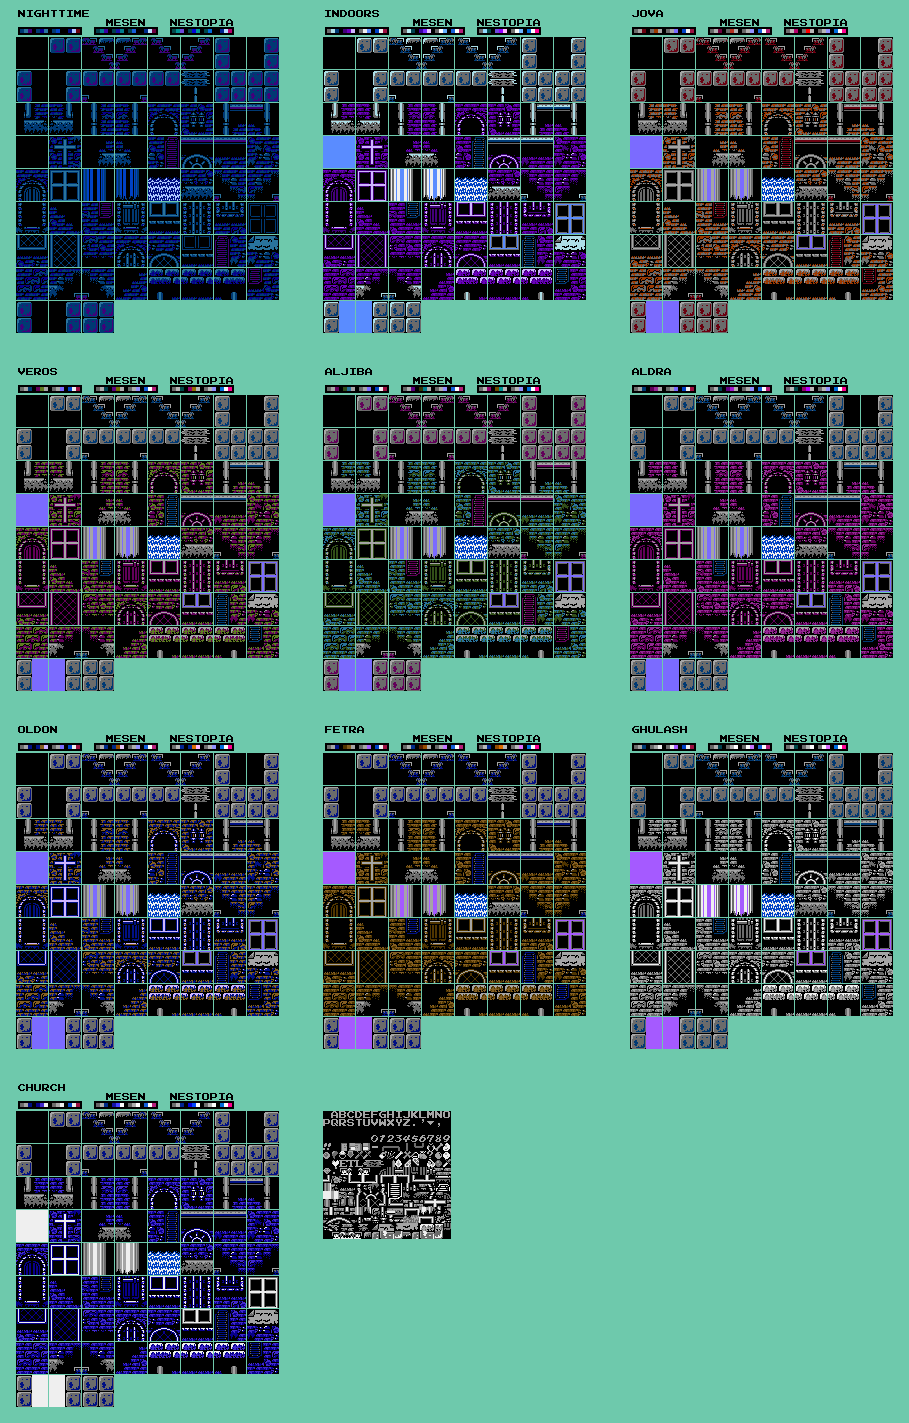 NIGHTTIME
MESEN NESTOPIA
INDOORS
MESEN NESTOPIA
JOVA
MESEN NESTOPIA
VEROS
MESEN NESTOPIA
ALJIBA
MESEN NESTOPIA
ALDRA
MESEN NESTOPIA
OLDON
MESEN NESTOPIA
FETRA
MESEN NESTOPIA
GHULASH
MESEN NESTOPIA
CHURCH
MESEN NESTOPIA
ABCDEFGHIJKLMNO
PQRSTUVWXYZ.'♥,
0123456789